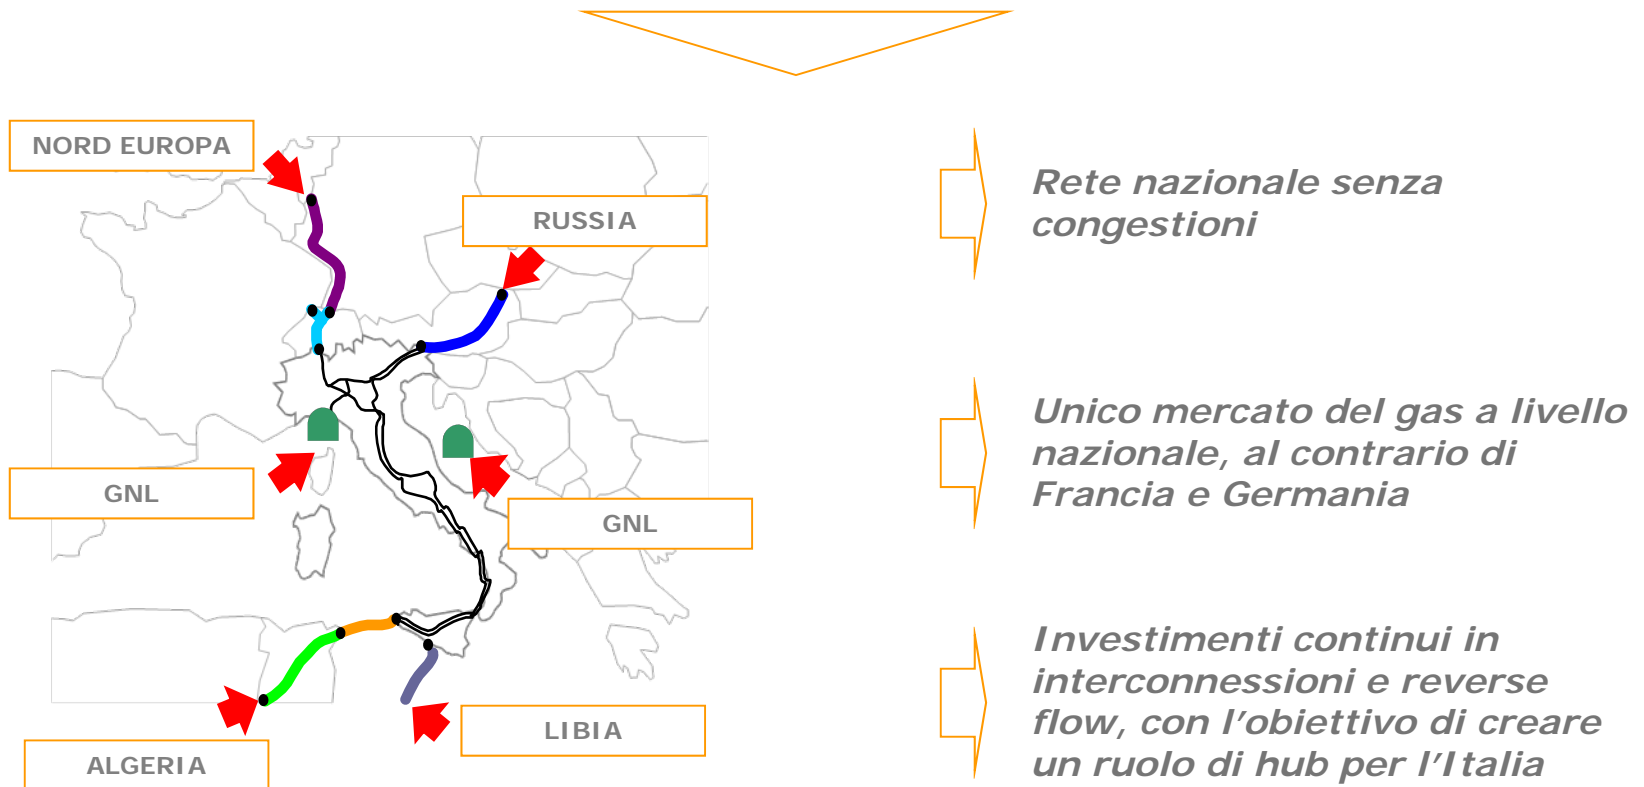 NORD EUROPA
RUSSIA
GNL
GNL
LIBIA
ALGERIA
Rete nazionale senza
congestioni
Unico mercato del gas a livello
nazionale, al contrario di
Francia e Germania
Investimenti continui in
interconnessioni e reverse
flow, con l’obiettivo di creare
un ruolo di hub per l’Italia